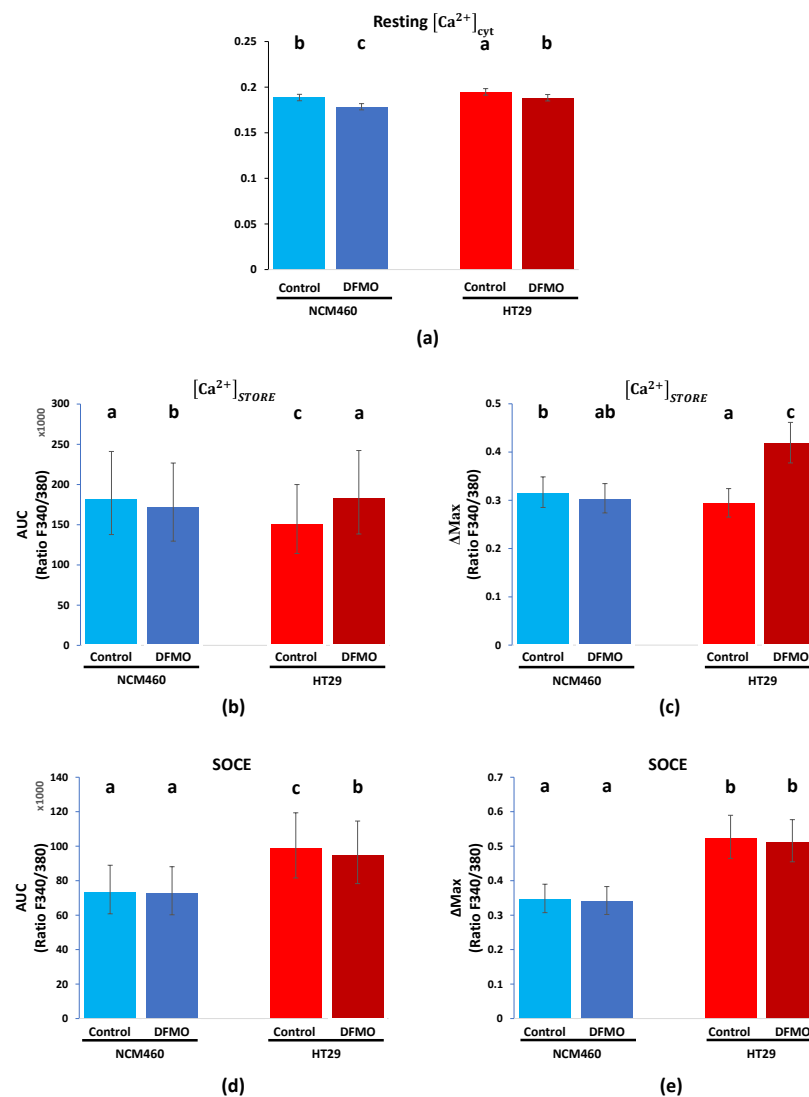 Resting [Ca²⁺]cyt
b c a b
0.25
0.2
0.15
0.1
0.05
0
Control DFMO Control DFMO
NCM460 HT29
(a)
[Ca²⁺]STORE
a b c a
x1000
300
250
200
150
100
50
0
AUC
(Ratio F340/380)
Control DFMO Control DFMO
NCM460 HT29
(b)
[Ca²⁺]STORE
b ab a c
0.5
0.4
0.3
0.2
0.1
0
ΔMax
(Ratio F340/380)
Control DFMO Control DFMO
NCM460 HT29
(c)
SOCE
a a c b
x1000
140
120
100
80
60
40
20
0
AUC
(Ratio F340/380)
Control DFMO Control DFMO
NCM460 HT29
(d)
SOCE
a a b b
0.7
0.6
0.5
0.4
0.3
0.2
0.1
0
ΔMax
(Ratio F340/380)
Control DFMO Control DFMO
NCM460 HT29
(e)